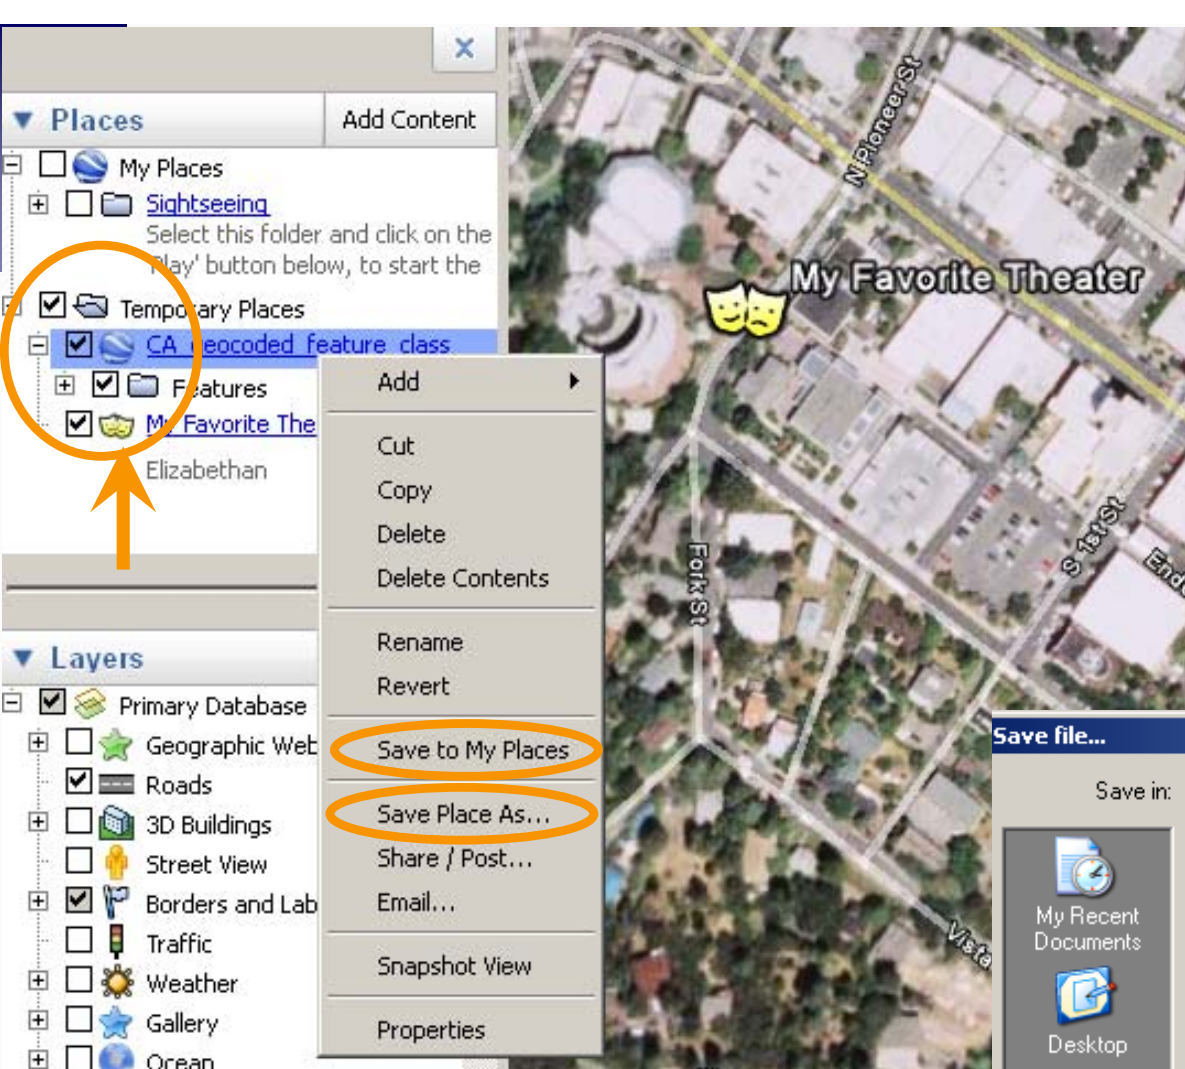 Places
Add Content
My Places
Sightseeing
Select this folder and click on the
'Play' button below, to start the
Temporary Places
CA_geocoded_feature_class
Features
My Favorite The
Elizabethan
Add
Cut
Copy
Delete
Delete Contents
Rename
Revert
Save to My Places
Save Place As...
Share / Post...
Email...
Snapshot View
Properties
Layers
Primary Database
Geographic Web
Roads
3D Buildings
Street View
Borders and Lab
Traffic
Weather
Gallery
Ocean
N Pioneer St
My Favorite Theater
S 1st St
Fork St
Vista
Save file...
Save in:
My Recent
Documents
Desktop